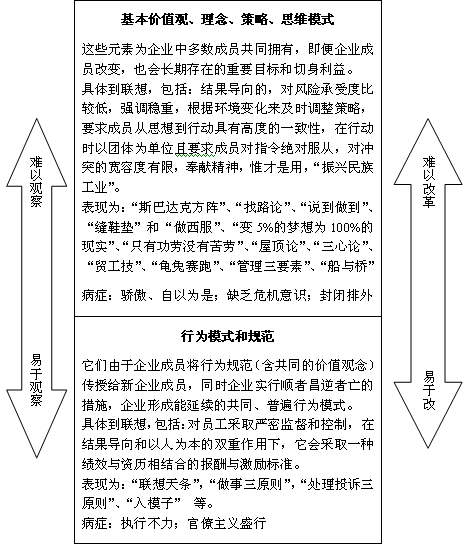 基本价值观、理念、策略、思维模式
这些元素为企业中多数成员共同拥有，即便企业成
员改变，也会长期存在的重要目标和切身利益。
具体到联想，包括：结果导向的，对风险承受度比
较低，强调稳重，根据环境变化来及时调整策略，
要求成员从思想到行动具有高度的一致性，在行动
时以团体为单位且要求成员对指令绝对服从，对冲
突的宽容度有限，奉献精神，惟才是用，“振兴民族
工业”。
表现为：“斯巴达克方阵”、“找路论”、“说到做到”、
“缝鞋垫”和“做西服”、“变5%的梦想为100%的
现实”、“只有功劳没有苦劳”、“屋顶论”、“三心论”、
“贸工技”、“龟兔赛跑”、“管理三要素”、“船与桥”
病症：骄傲、自以为是；缺乏危机意识；封闭排外
难以观察
易于观察
难以改革
易于改
行为模式和规范
它们由于企业成员将行为规范（含共同的价值观念）
传授给新企业成员，同时企业实行顺者昌逆者亡的
措施，企业形成能延续的共同、普遍行为模式。
具体到联想，包括：对员工采取严密监督和控制，在
结果导向和以人为本的双重作用下，它会采取一种
绩效与资历相结合的报酬与激励标准。
表现为：“联想天条”，“做事三原则”，“处理投诉三
原则”、“入模子” 等。
病症：执行不力；官僚主义盛行